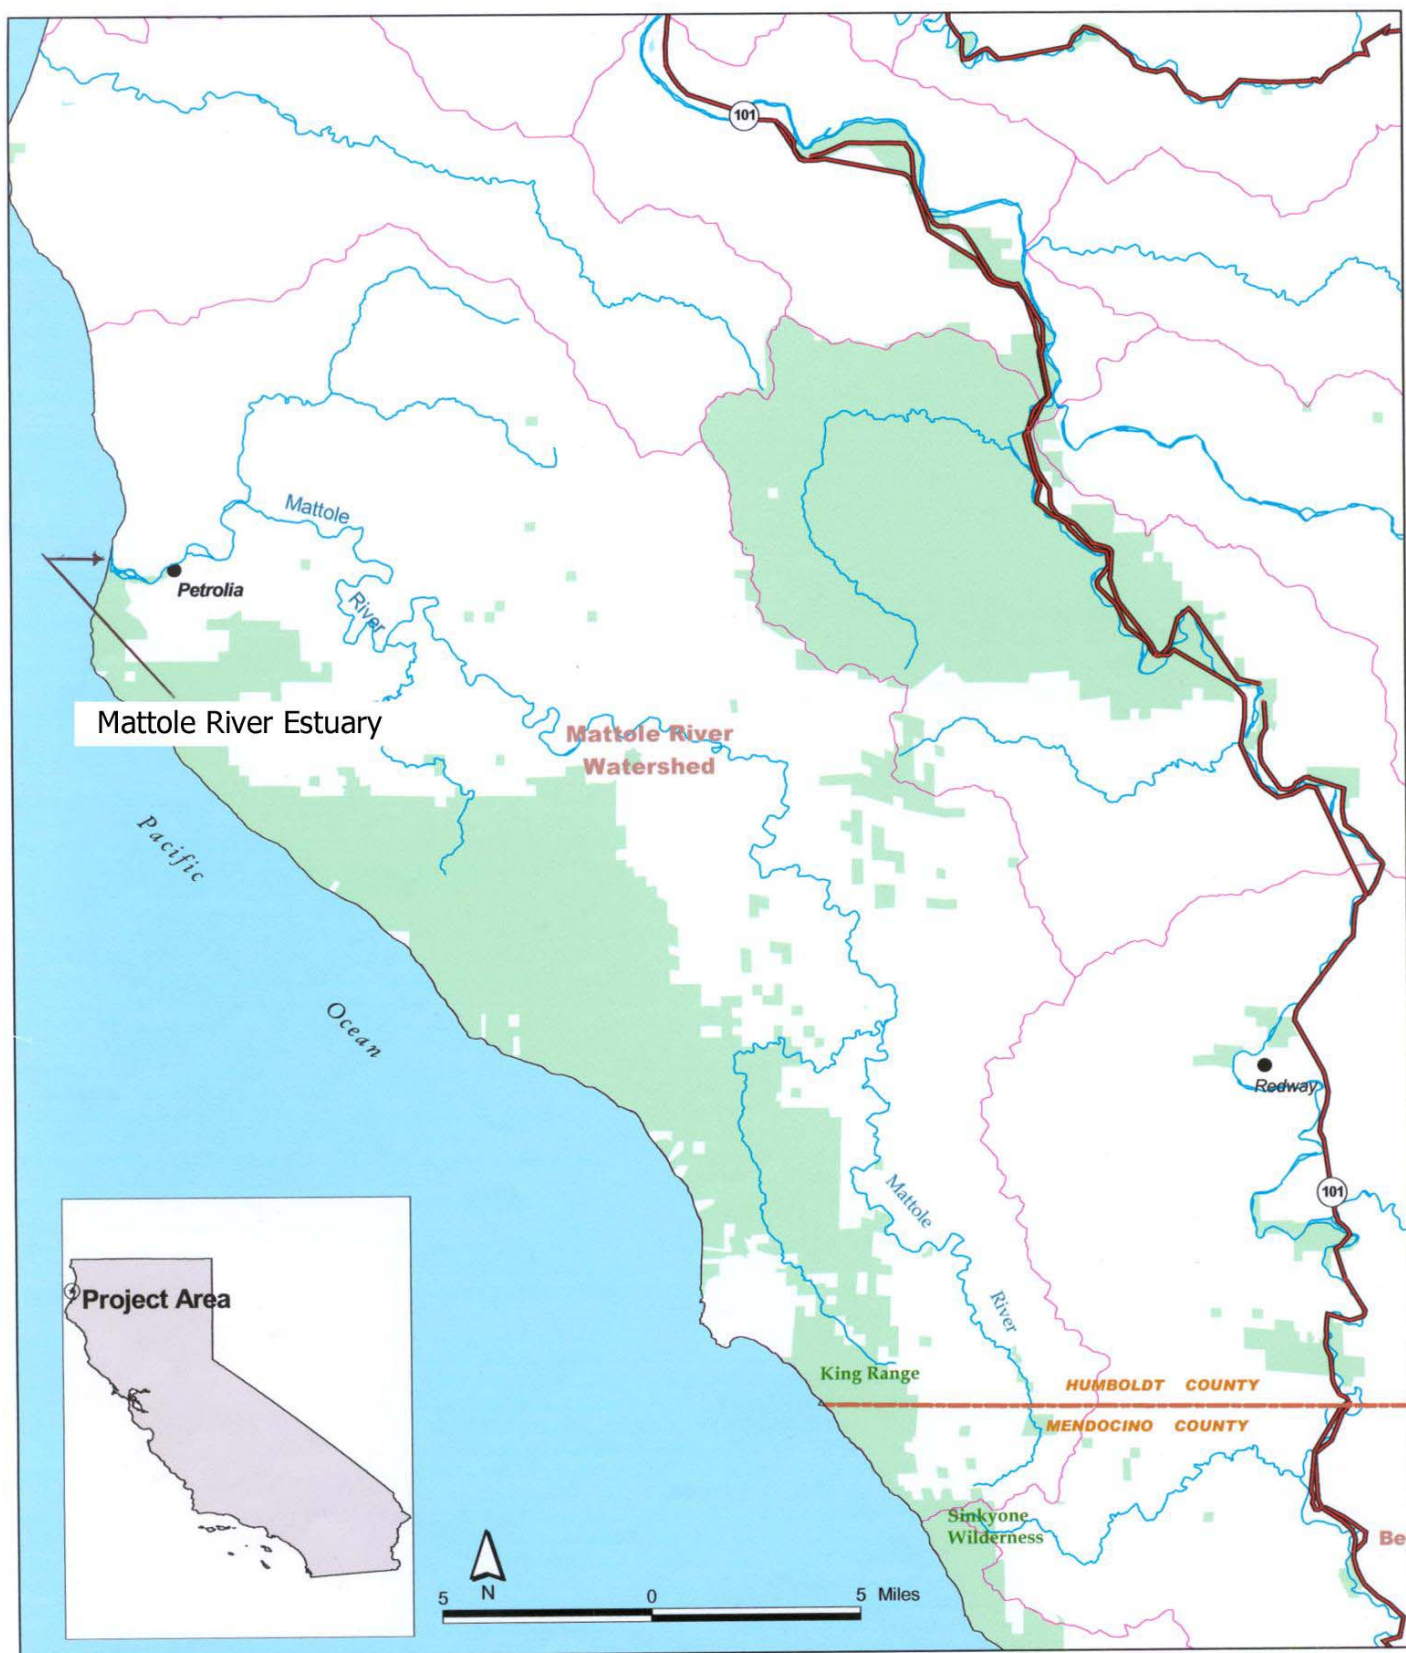 101
Mattole
River
Petrolia
Mattole River Estuary
Mattole River
Watershed
Pacific
Ocean
Redway
101
Mattole
River
Project Area
King Range
HUMBOLDT COUNTY
MENDOCINO COUNTY
Sinkyone
Wilderness
Be
N
5 0 5 Miles